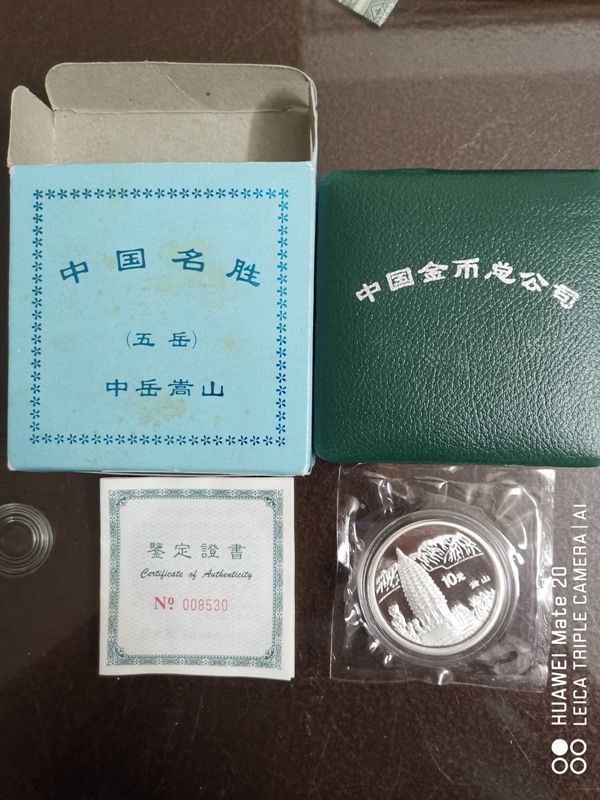 中国名胜
(五岳)
中岳嵩山
中国金币总公司
鑒定證書
Certificate of Authenticity
Nº 008530
10元
嵩山
HUAWEI Mate 20
LEICA TRIPLE CAMERA | AI